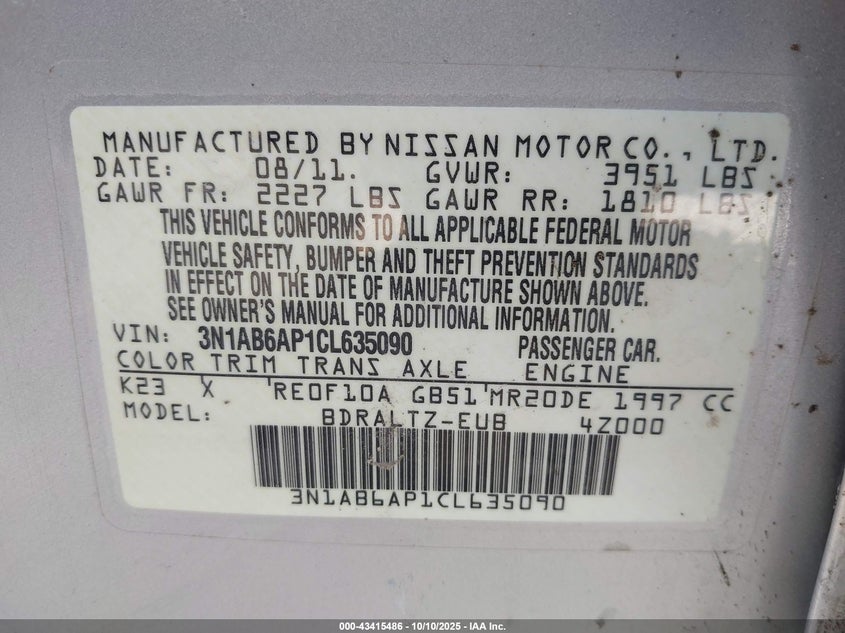 MANUFACTURED BY NISSAN MOTOR CO., LTD.
DATE: 08/11. GVWR: 3951 LBS
GAWR FR: 2227 LBS GAWR RR: 1810 LBS
THIS VEHICLE CONFORMS TO ALL APPLICABLE FEDERAL MOTOR
VEHICLE SAFETY, BUMPER AND THEFT PREVENTION STANDARDS
IN EFFECT ON THE DATE OF MANUFACTURE SHOWN ABOVE.
SEE OWNER'S MANUAL FOR ADDITIONAL INFORMATION.
VIN: 3N1AB6AP1CL635090 PASSENGER CAR.
COLOR TRIM TRANS AXLE ENGINE
K23 X RE0F10A GB51 MR20DE 1997 CC
MODEL: BDRALTZ-EUB 4Z000
3N1AB6AP1CL635090
000-43415486 - 10/10/2025 - IAA Inc.